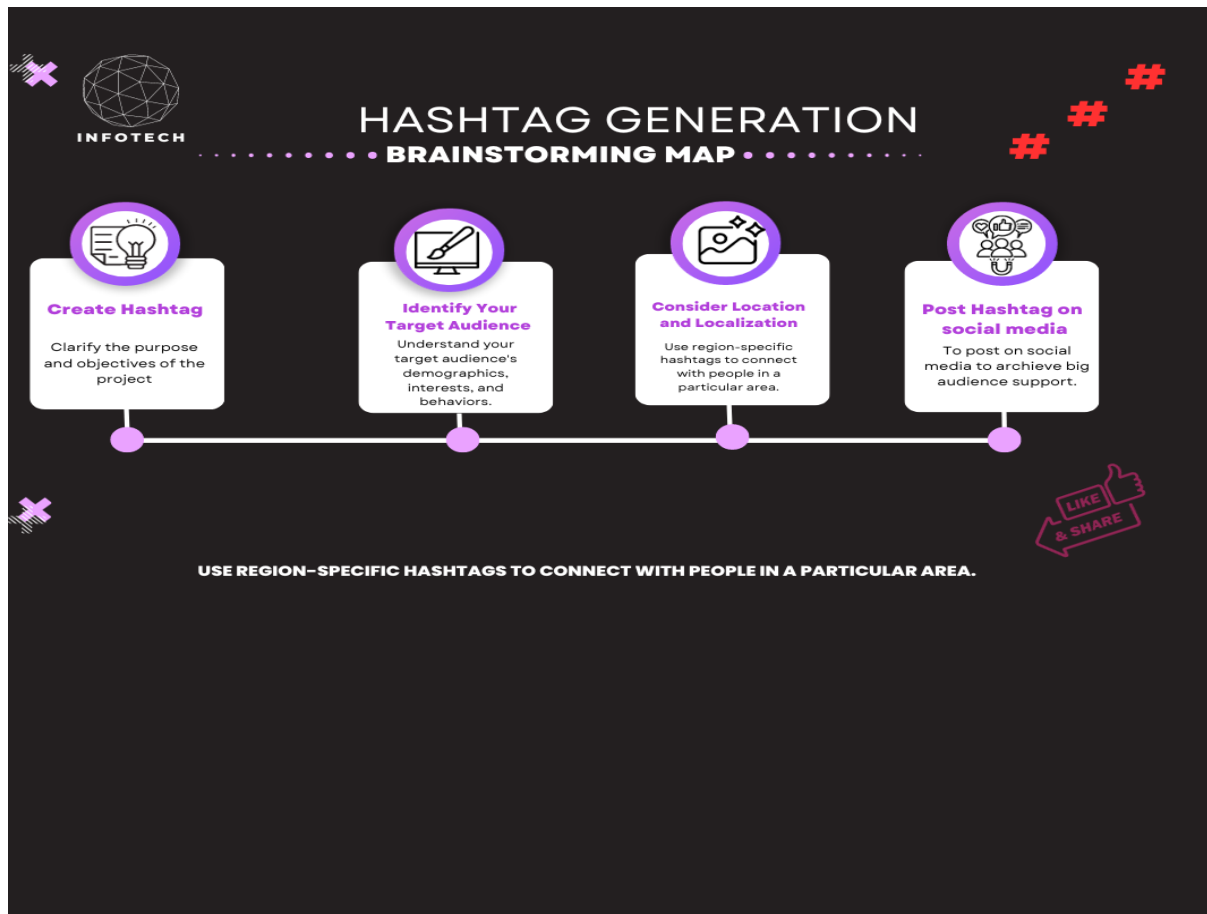 INFOTECH
# # #
HASHTAG GENERATION
BRAINSTORMING MAP
Create Hashtag
Clarify the purpose
and objectives of the
project
Identify Your
Target Audience
Understand your
target audience's
demographics,
interests, and
behaviors.
Consider Location
and Localization
Use region-specific
hashtags to connect
with people in a
particular area.
Post Hashtag on
social media
To post on social
media to archieve big
audience support.
LIKE
& SHARE
USE REGION-SPECIFIC HASHTAGS TO CONNECT WITH PEOPLE IN A PARTICULAR AREA.